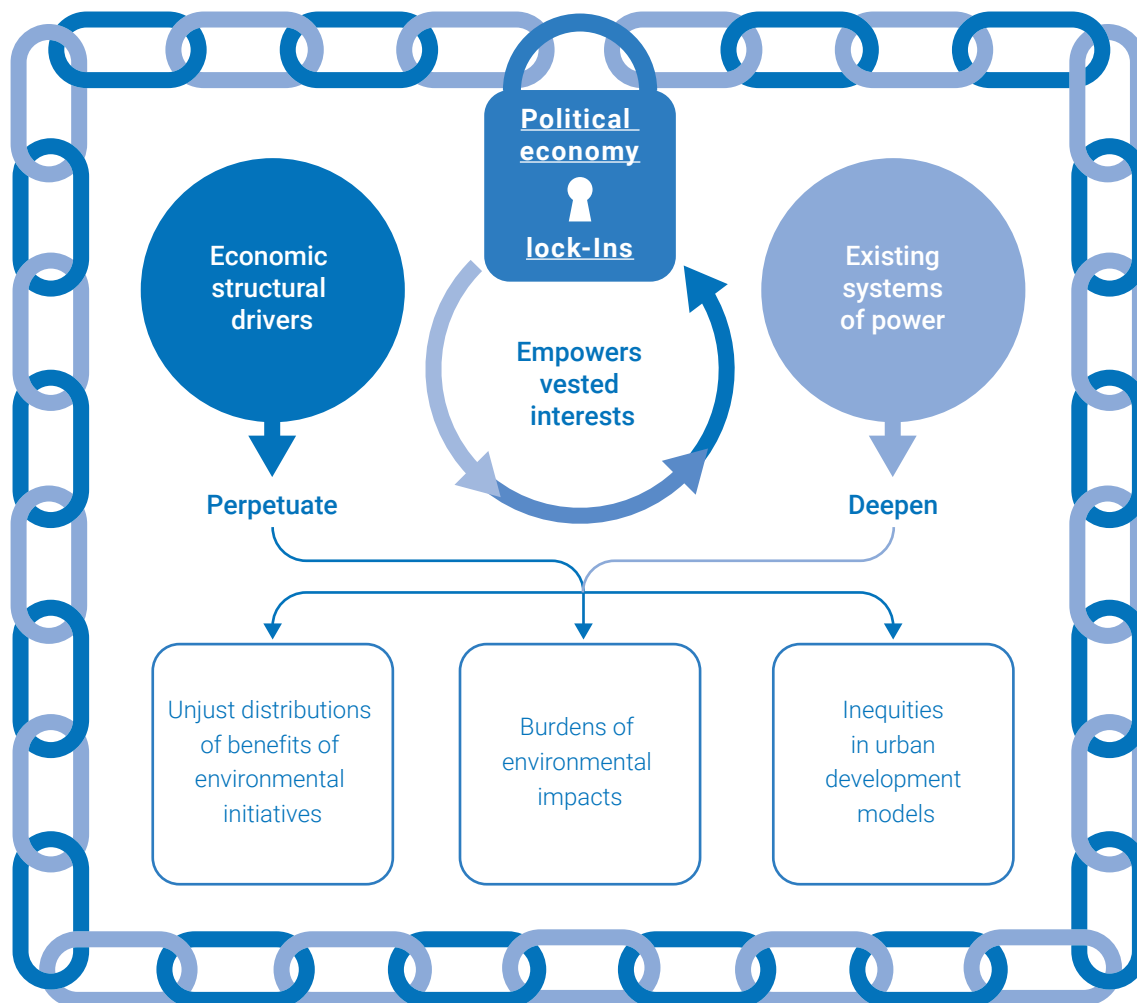 Political
economy
lock-Ins
Economic
structural
drivers
Existing
systems
of power
Empowers
vested
interests
Perpetuate
Deepen
Unjust distributions
of benefits of
environmental
initiatives
Burdens of
environmental
impacts
Inequities
in urban
development
models